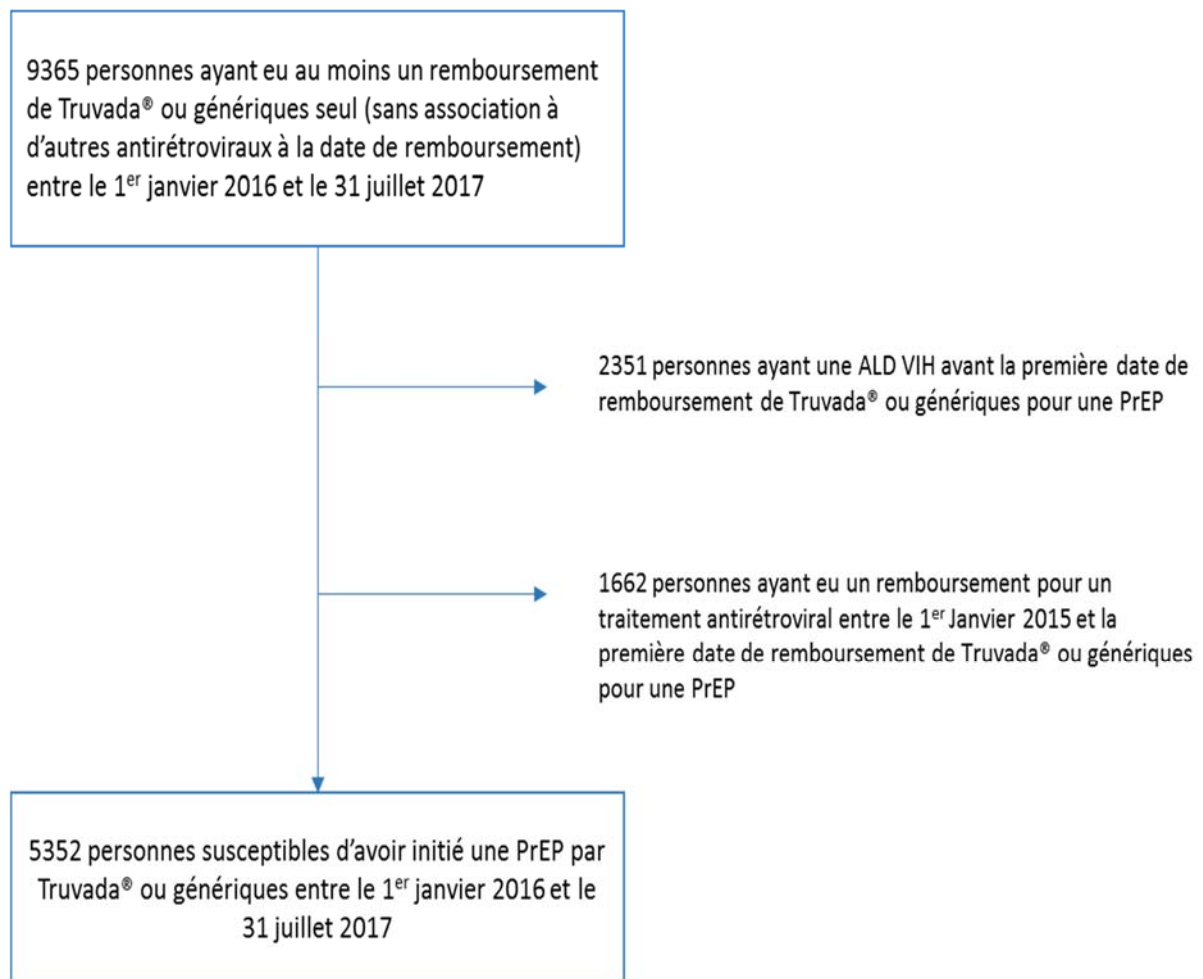 9365 personnes ayant eu au moins un remboursement
de Truvada® ou génériques seul (sans association à
d’autres antirétroviraux à la date de remboursement)
entre le 1er janvier 2016 et le 31 juillet 2017
2351 personnes ayant une ALD VIH avant la première date de
remboursement de Truvada® ou génériques pour une PrEP
1662 personnes ayant eu un remboursement pour un
traitement antirétroviral entre le 1er Janvier 2015 et la
première date de remboursement de Truvada® ou génériques
pour une PrEP
5352 personnes susceptibles d’avoir initié une PrEP par
Truvada® ou génériques entre le 1er janvier 2016 et le
31 juillet 2017